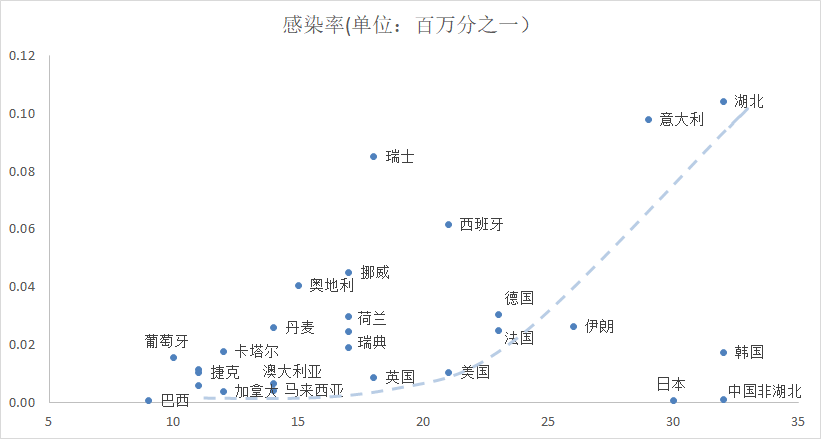 感染率(单位：百万分之一）
0.12
湖北
0.10
意大利
瑞士
0.08
西班牙
0.06
挪威
奥地利
0.04
德国
荷兰
丹麦
伊朗
法国
葡萄牙
瑞典
卡塔尔
韩国
0.02
澳大利亚
捷克
美国
英国
日本
加拿大
马来西亚
中国非湖北
巴西
0.00
5 10 15 20 25 30 35